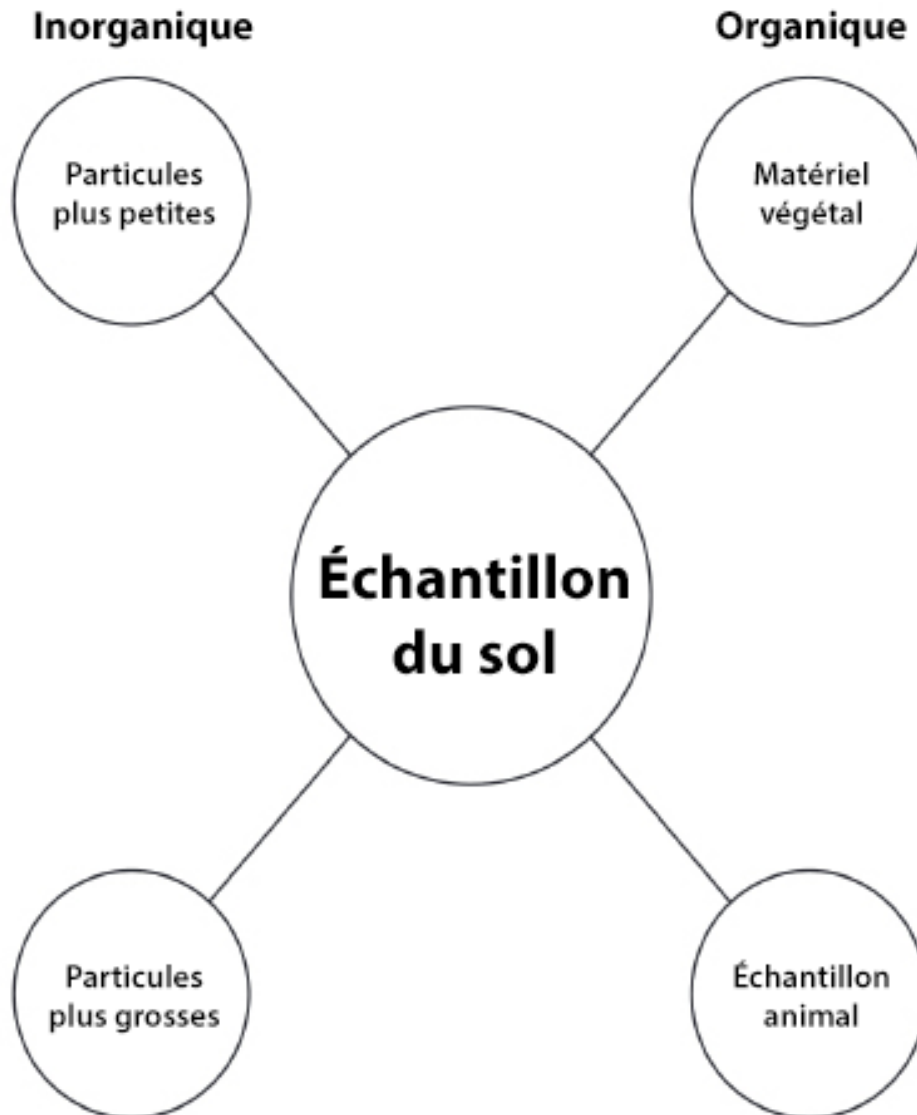 Inorganique
Organique
Particules
plus petites
Matériel
végétal
Échantillon
du sol
Particules
plus grosses
Échantillon
animal